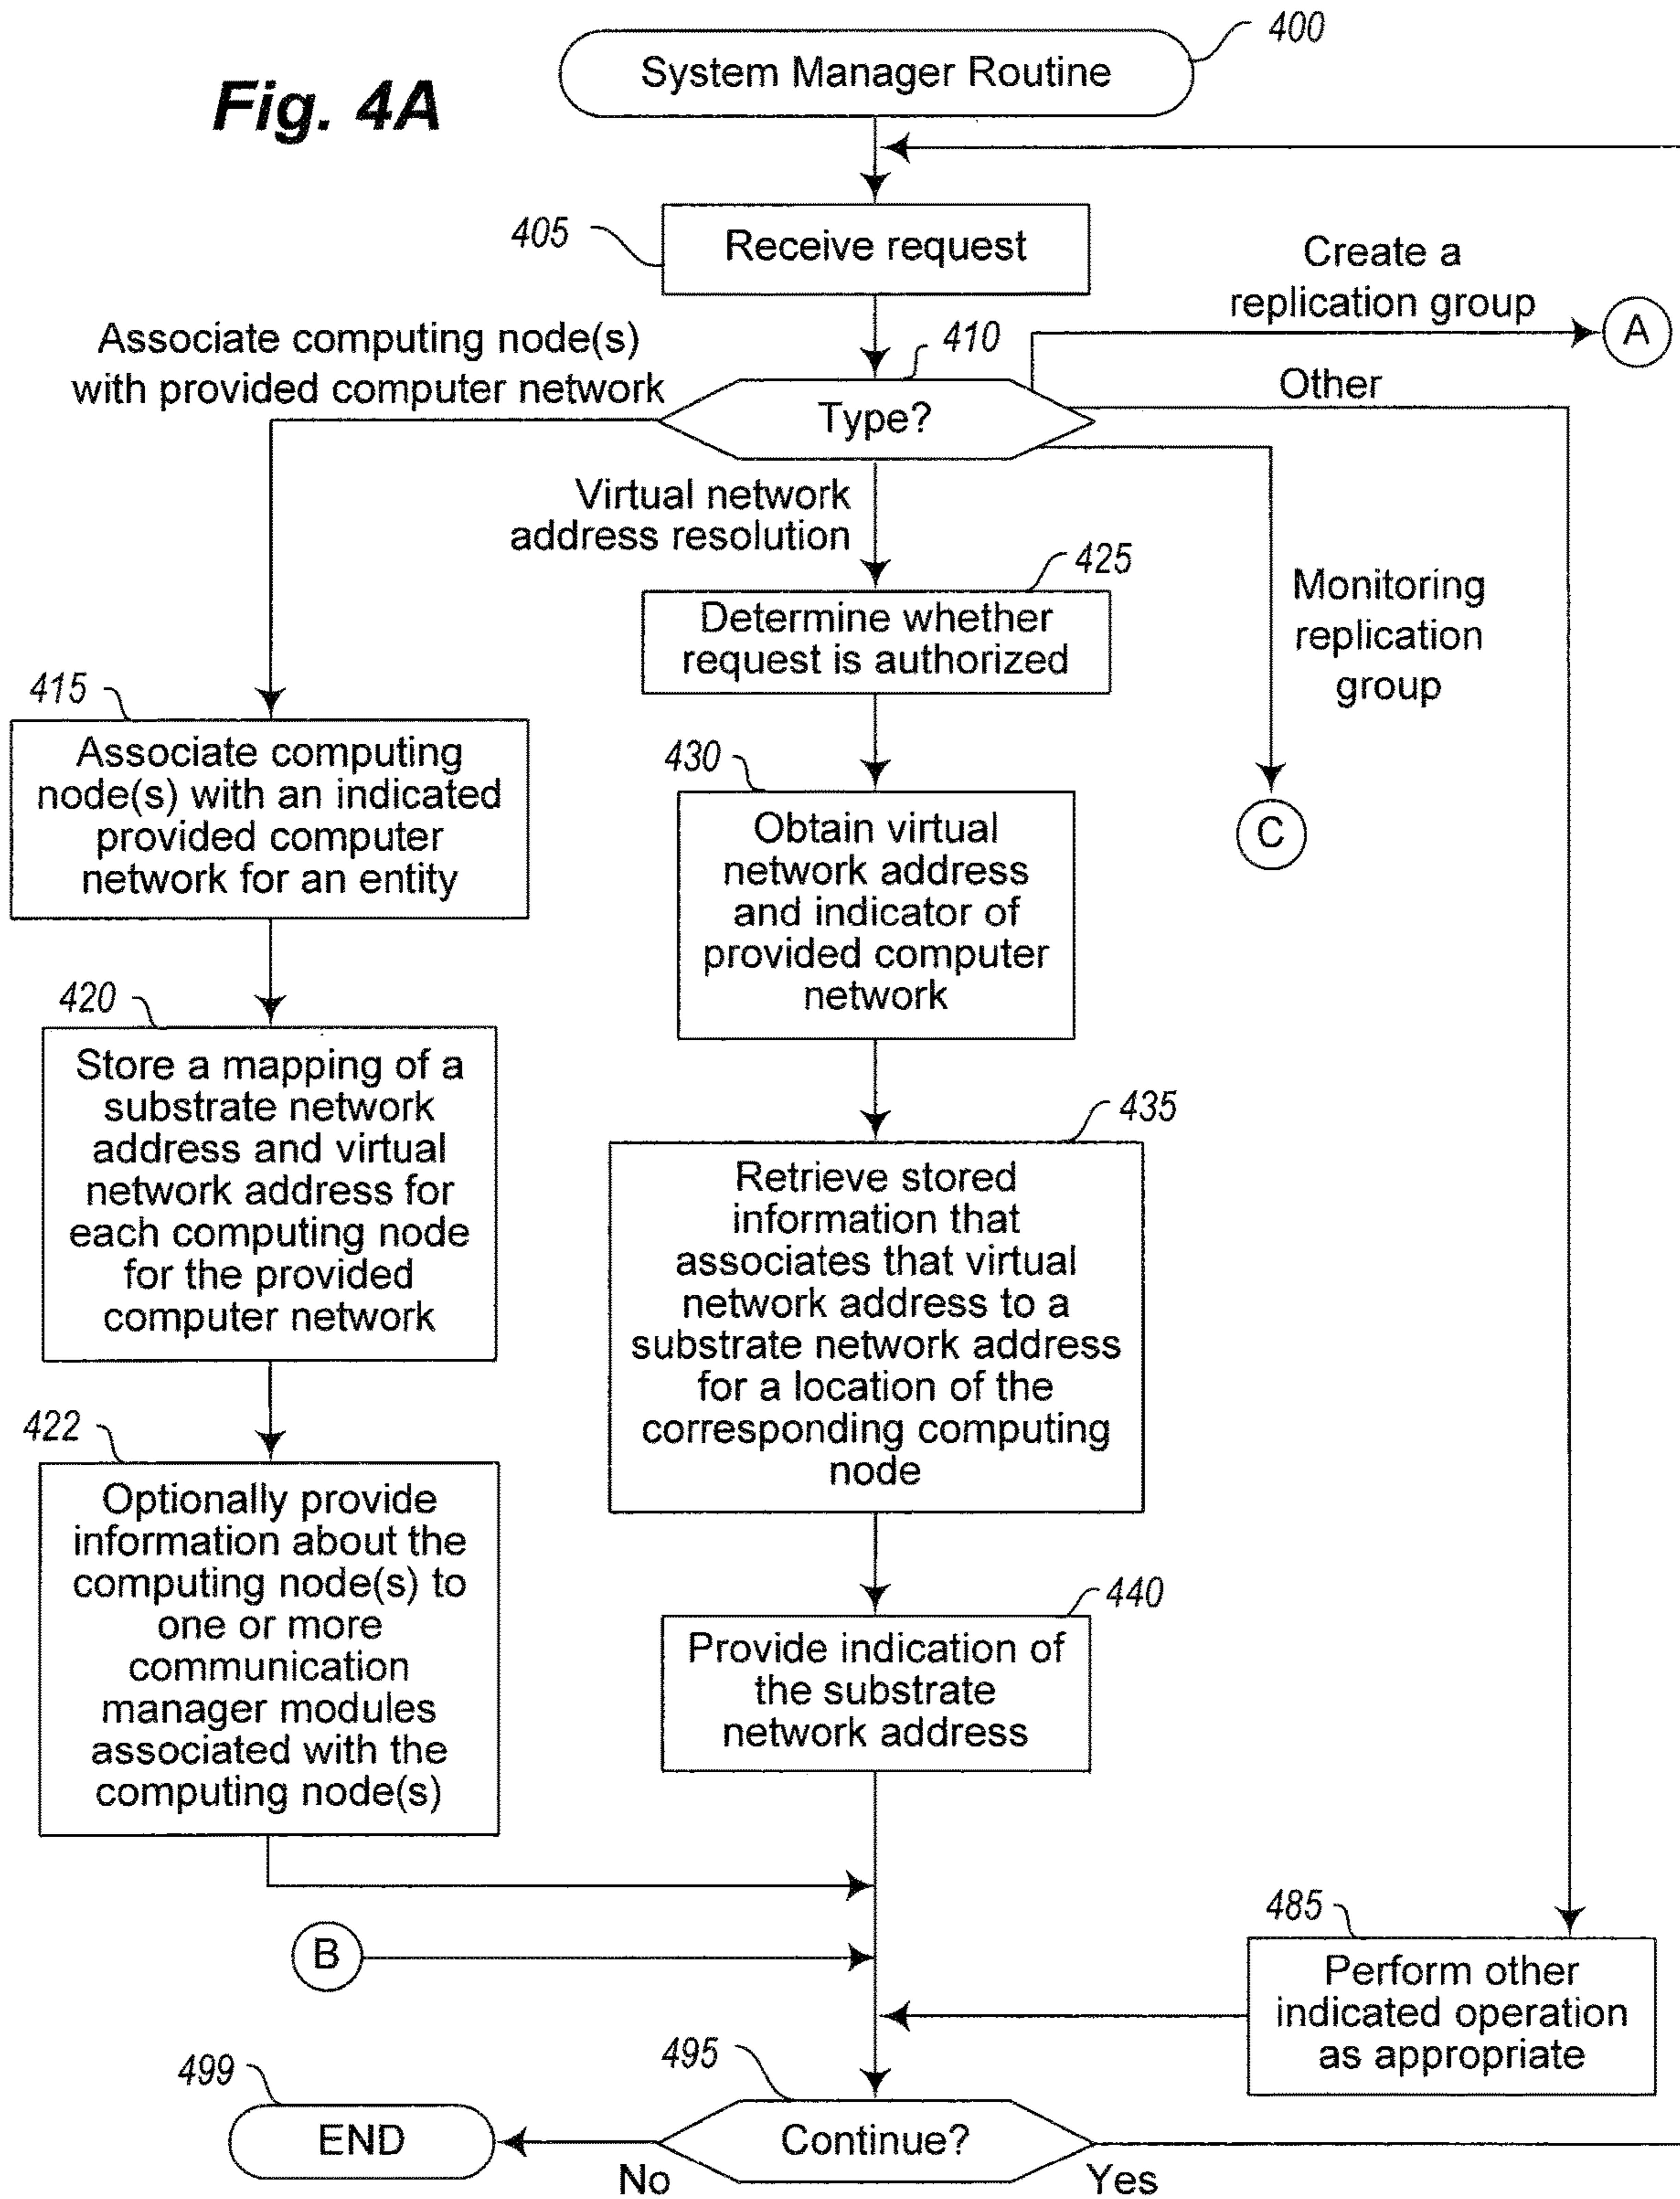 Fig. 4A
System Manager Routine
400
405
Receive request
Create a
replication group
A
Associate computing node(s)
with provided computer network
410
Type?
Other
Virtual network
address resolution
425
Determine whether
request is authorized
Monitoring
replication
group
C
415
Associate computing
node(s) with an indicated
provided computer
network for an entity
430
Obtain virtual
network address
and indicator of
provided computer
network
420
Store a mapping of a
substrate network
address and virtual
network address for
each computing node
for the provided
computer network
435
Retrieve stored
information that
associates that virtual
network address to a
substrate network address
for a location of the
corresponding computing
node
422
Optionally provide
information about the
computing node(s) to
one or more
communication
manager modules
associated with the
computing node(s)
440
Provide indication of
the substrate
network address
B
485
Perform other
indicated operation
as appropriate
495
Continue?
499
END
No
Yes